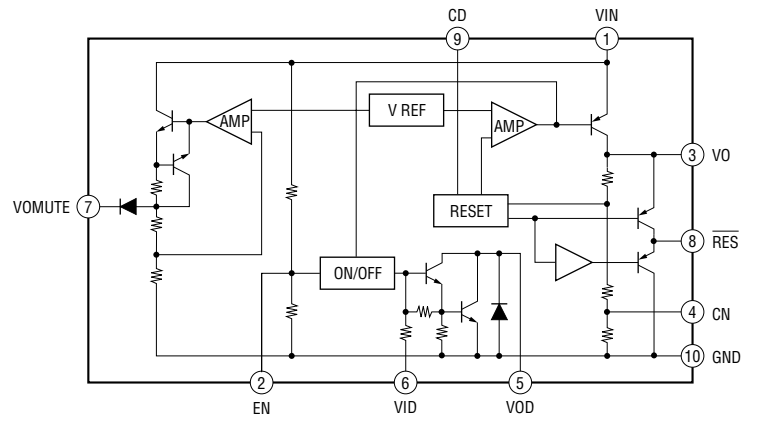 CD VIN
9 1
V REF
AMP AMP
3 VO
VOMUTE 7
RESET
8 RES
ON/OFF
4 CN
10 GND
2 6 5
EN VID VOD